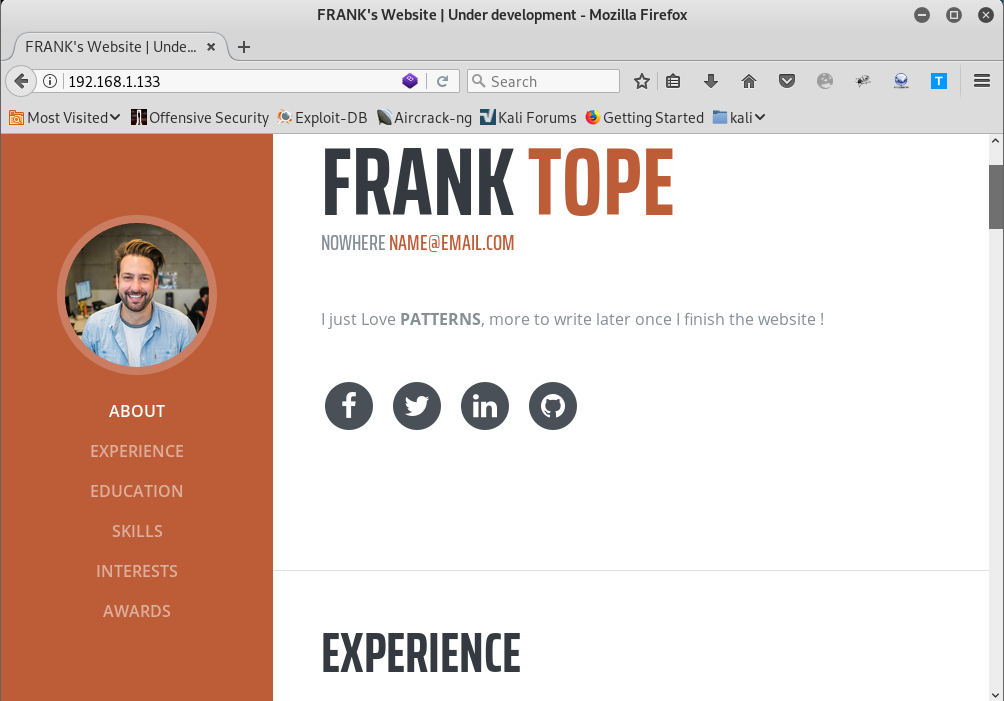 FRANK's Website | Under development - Mozilla Firefox
FRANK's Website | Unde... × +
192.168.1.133 Search
Most Visited Offensive Security Exploit-DB Aircrack-ng Kali Forums Getting Started kali
T
FRANK TOPE
NOWHERE NAME@EMAIL.COM
I just Love PATTERNS, more to write later once I finish the website !
ABOUT
EXPERIENCE
EDUCATION
SKILLS
INTERESTS
AWARDS
EXPERIENCE